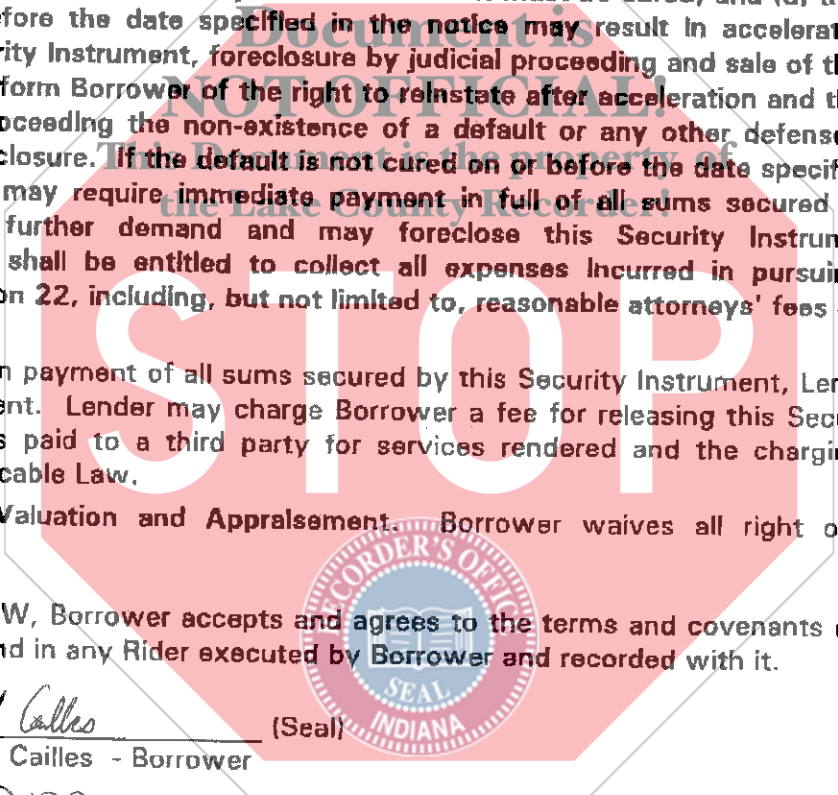 fore the date specified in the notice may result in accelerat
rity Instrument, foreclosure by judicial proceeding and sale of th
form Borrower of the right to reinstate after acceleration and th
oceeding the non-existence of a default or any other defense
closure. If the default is not cured on or before the date specif
may require immediate payment in full of all sums secured
further demand and may foreclose this Security Instrum
shall be entitled to collect all expenses incurred in pursuin
on 22, including, but not limited to, reasonable attorneys' fees
n payment of all sums secured by this Security Instrument, Len
ent. Lender may charge Borrower a fee for releasing this Secu
s paid to a third party for services rendered and the chargin
cable Law.
Valuation and Appraisement. Borrower waives all right o
W, Borrower accepts and agrees to the terms and covenants
nd in any Rider executed by Borrower and recorded with it.
Cailles
(Seal)
Cailles - Borrower
Document is
NOT OFFICIAL!
This Document is the property of
the Lake County Recorder!
STOP
RECORDER'S OFFICE
SEAL
INDIANA